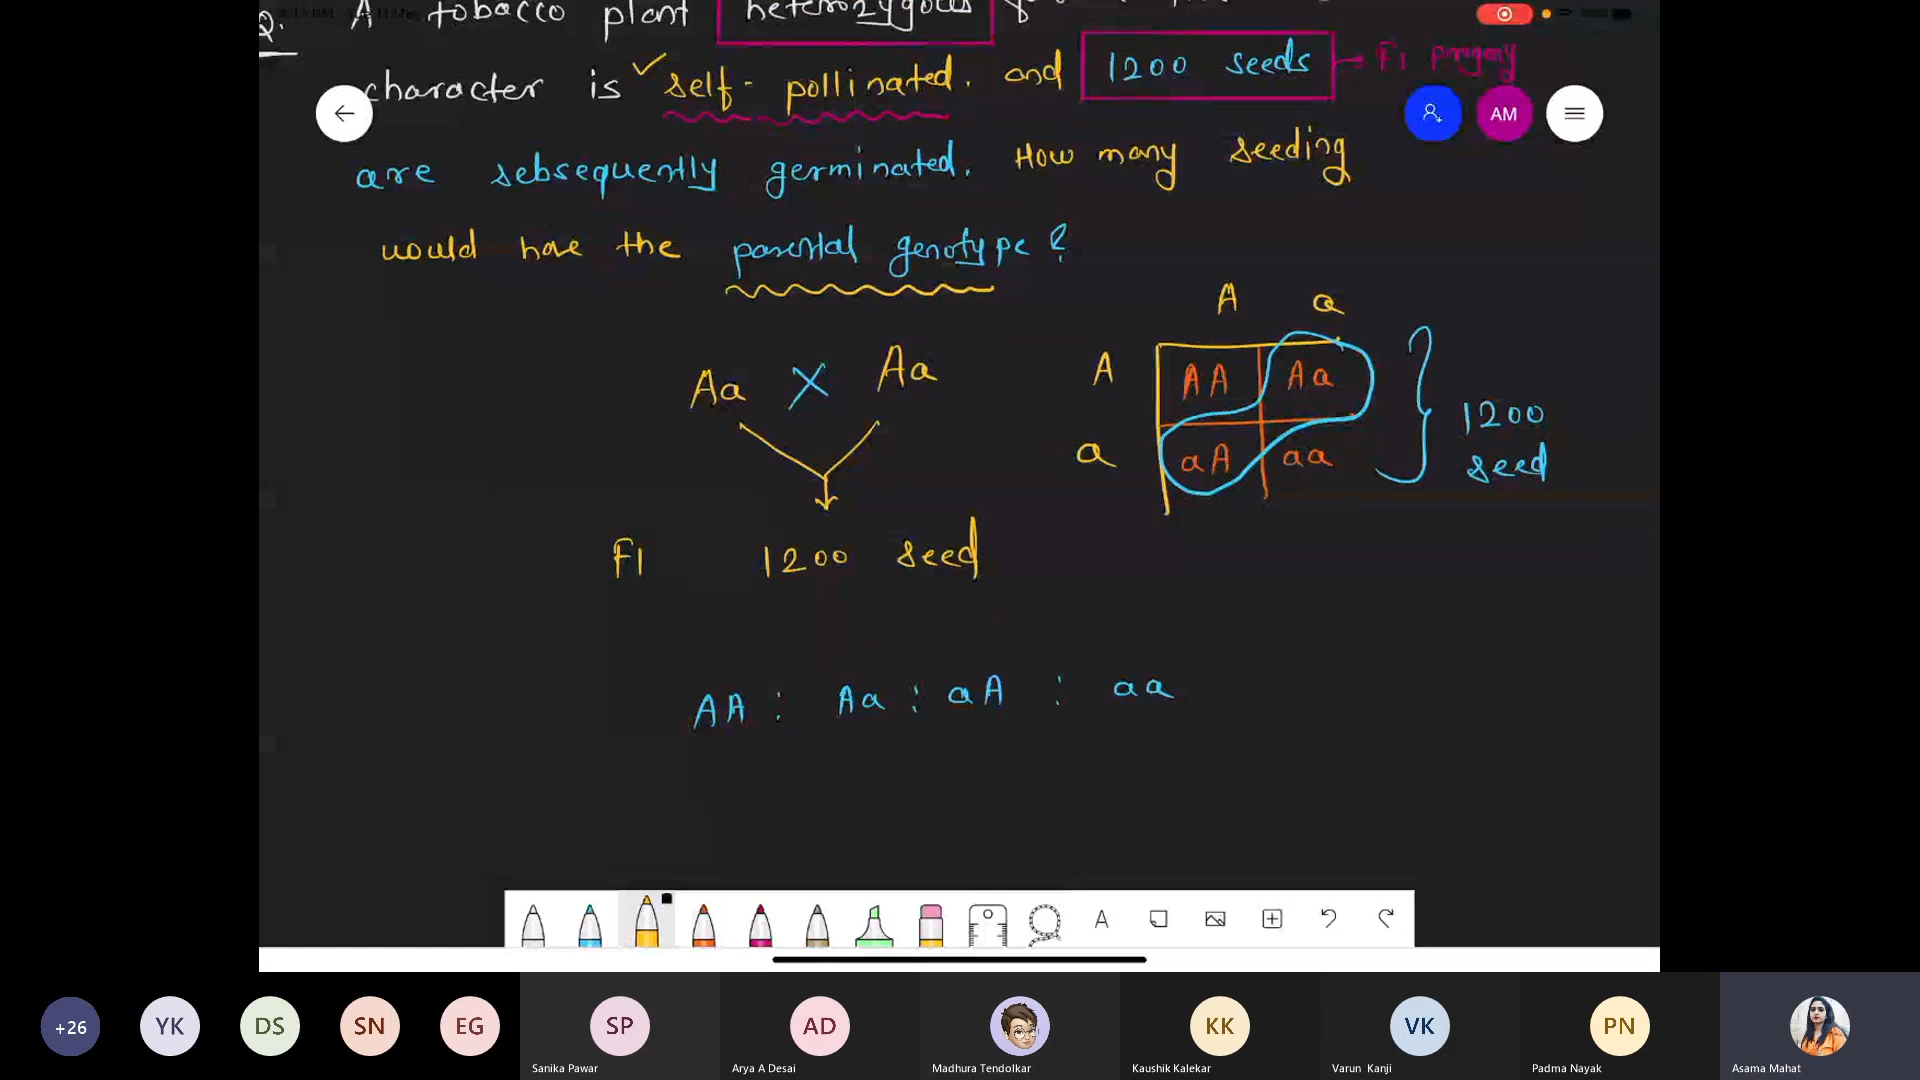 Q. A tobacco plant heterozygous
character is ✓ self-pollinated. and 1200 seeds → F1 progeny
AM
are sebsequently germinated. How many seeding
would have the parental genotype?
A a
Aa X Aa
A AA Aa
a aA aa
1200
seed
F1 1200 seed
AA : Aa : aA : aa
A
+26 YK DS SN EG SP AD KK VK PN
Sanika Pawar Arya A Desai Madhura Tendolkar Kaushik Kalekar Varun Kanji Padma Nayak Asama Mahat